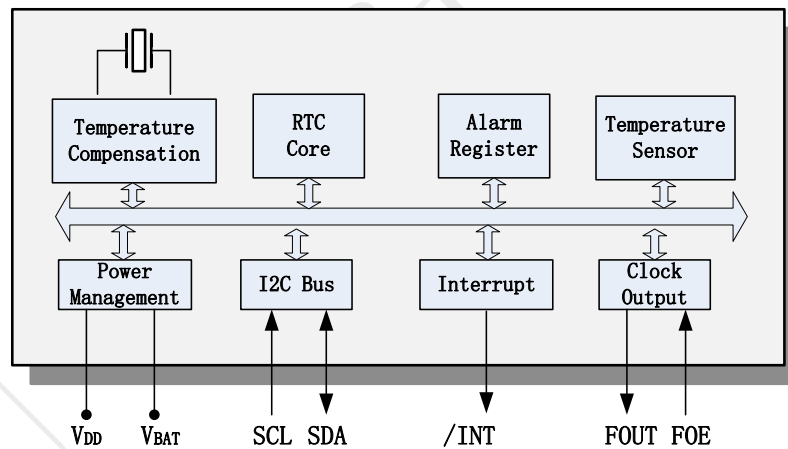 Temperature
Compensation
RTC
Core
Alarm
Register
Temperature
Sensor
Power
Management
I2C Bus
Interrupt
Clock
Output
VDD
VBAT
SCL SDA
/INT
FOUT FOE